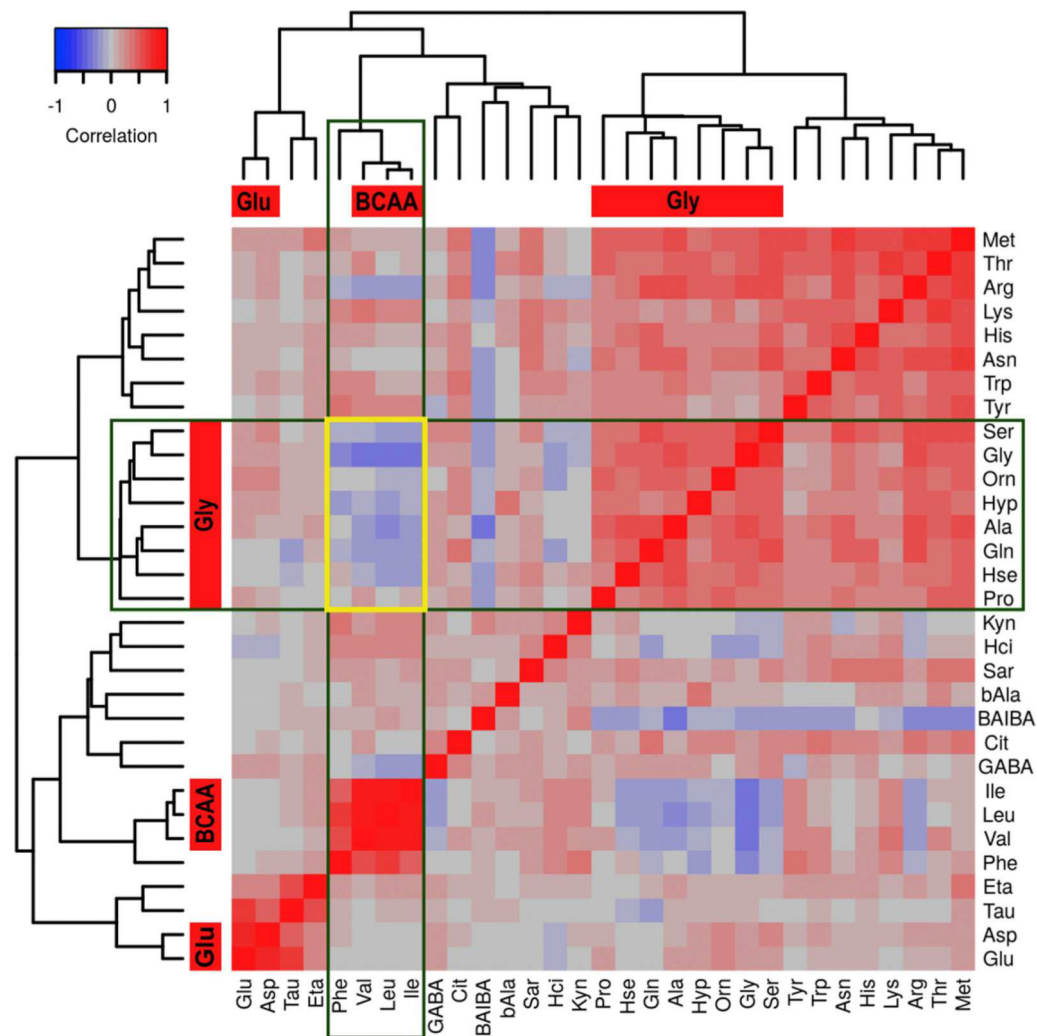 -1 0 1
Correlation
Glu BCAA Gly
Met
Thr
Arg
Lys
His
Asn
Trp
Tyr
Gly
Ser
Gly
Orn
Hyp
Ala
Gln
Hse
Pro
Kyn
Hci
Sar
bAla
BAIBA
Cit
GABA
BCAA
Ile
Leu
Val
Phe
Eta
Tau
Glu
Asp
Glu
Glu Asp Tau Eta Phe Val Leu Ile GABA Cit BAIBA bAla Sar Hci Kyn Pro Hse Gln Ala Hyp Orn Gly Ser Tyr Trp Asn His Lys Arg Thr Met